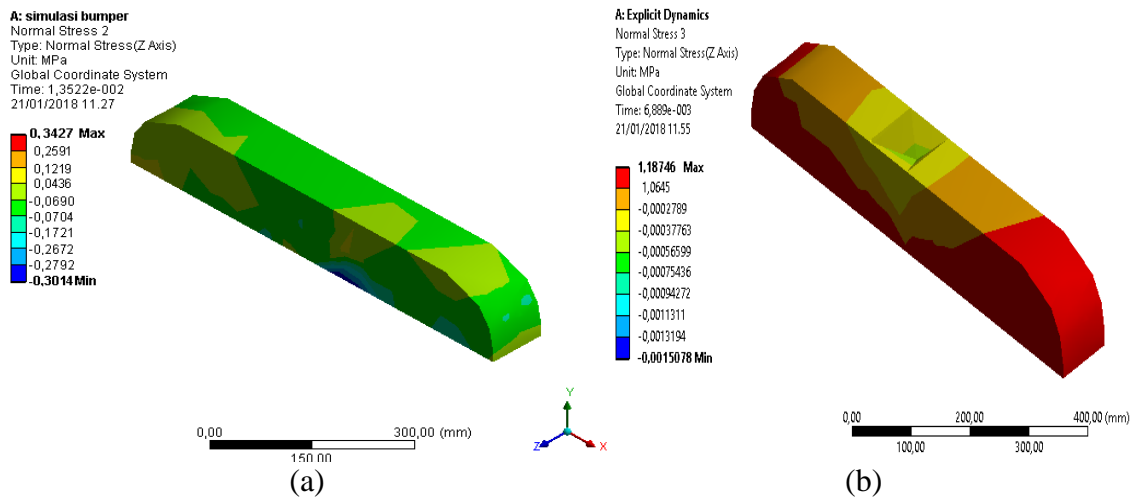 A: simulasi bumper
Normal Stress 2
Type: Normal Stress(Z Axis)
Unit: MPa
Global Coordinate System
Time: 1,3522e-002
21/01/2018 11.27
0,3427 Max
0,2591
0,1219
0,0436
-0,0690
-0,0704
-0,1721
-0,2672
-0,2792
-0,3014 Min
0,00
300,00 (mm)
150,00
Y
Z
X
(a)
A: Explicit Dynamics
Normal Stress 3
Type: Normal Stress(Z Axis)
Unit: MPa
Global Coordinate System
Time: 6,889e-003
21/01/2018 11.55
1,18746 Max
1,0645
-0,0002789
-0,00037763
-0,00056599
-0,00075436
-0,00094272
-0,0011311
-0,0013194
-0,0015078 Min
0,00
200,00
400,00 (mm)
100,00
300,00
(b)